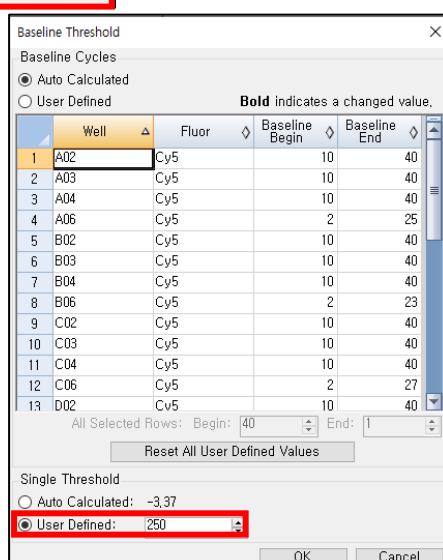 Baseline Threshold
Baseline Cycles
Auto Calculated
User Defined
Bold indicates a changed value.
Well Fluor Baseline Begin Baseline End
1 A02 Cy5 10 40
2 A03 Cy5 10 40
3 A04 Cy5 10 40
4 A06 Cy5 2 25
5 B02 Cy5 10 40
6 B03 Cy5 10 40
7 B04 Cy5 10 40
8 B06 Cy5 2 23
9 C02 Cy5 10 40
10 C03 Cy5 10 40
11 C04 Cy5 10 40
12 C06 Cy5 2 27
13 D02 Cy5 10 40
All Selected Rows: Begin: 40 End: 1
Reset All User Defined Values
Single Threshold
Auto Calculated: -3.37
User Defined: 250
OK Cancel